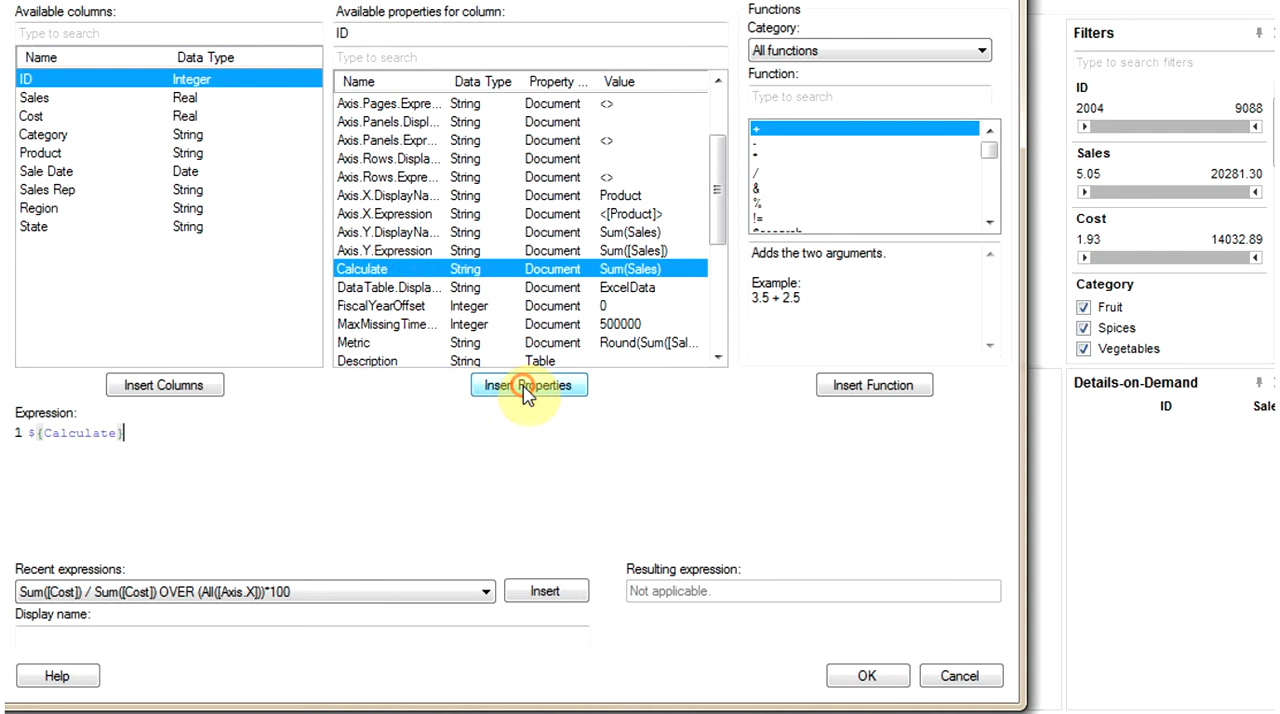 Available columns:
Type to search
Name Data Type
ID Integer
Sales Real
Cost Real
Category String
Product String
Sale Date Date
Sales Rep String
Region String
State String
Insert Columns
Available properties for column:
ID
Type to search
Name Data Type Property ... Value
Axis.Pages.Expre... String Document <>
Axis.Panels.Displ... String Document
Axis.Panels.Expr... String Document <>
Axis.Rows.Displa... String Document
Axis.Rows.Expre... String Document <>
Axis.X.DisplayNa... String Document Product
Axis.X.Expression String Document <[Product]>
Axis.Y.DisplayNa... String Document Sum(Sales)
Axis.Y.Expression String Document Sum([Sales])
Calculate String Document Sum(Sales)
DataTable.Displa... String Document ExcelData
FiscalYearOffset Integer Document 0
MaxMissingTime... Integer Document 500000
Metric String Document Round(Sum([Sal...
Description String Table
Insert Properties
Functions
Category:
All functions
Function:
Type to search
+
-
*
/
&
%
!=
Adds the two arguments.
Example:
3.5 + 2.5
Insert Function
Expression:
1 ${Calculate}
Recent expressions:
Sum([Cost]) / Sum([Cost]) OVER (All([Axis.X]))*100
Insert
Display name:
Resulting expression:
Not applicable.
Help
OK
Cancel
Filters
Type to search filters
ID
2004 9088
Sales
5.05 20281.30
Cost
1.93 14032.89
Category
Fruit
Spices
Vegetables
Details-on-Demand
ID Sale